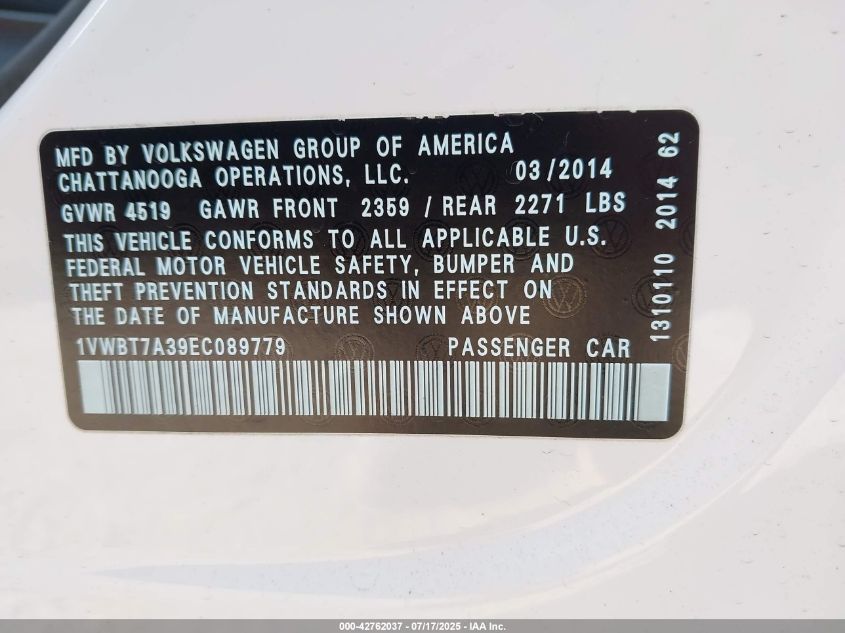 MFD BY VOLKSWAGEN GROUP OF AMERICA
CHATTANOOGA OPERATIONS, LLC. 03/2014
GVWR 4519 GAWR FRONT 2359 / REAR 2271 LBS
THIS VEHICLE CONFORMS TO ALL APPLICABLE U.S.
FEDERAL MOTOR VEHICLE SAFETY, BUMPER AND
THEFT PREVENTION STANDARDS IN EFFECT ON
THE DATE OF MANUFACTURE SHOWN ABOVE
1VWBT7A39EC089779 PASSENGER CAR
1310110 2014 62
000-42762037 - 07/17/2025 - IAA Inc.